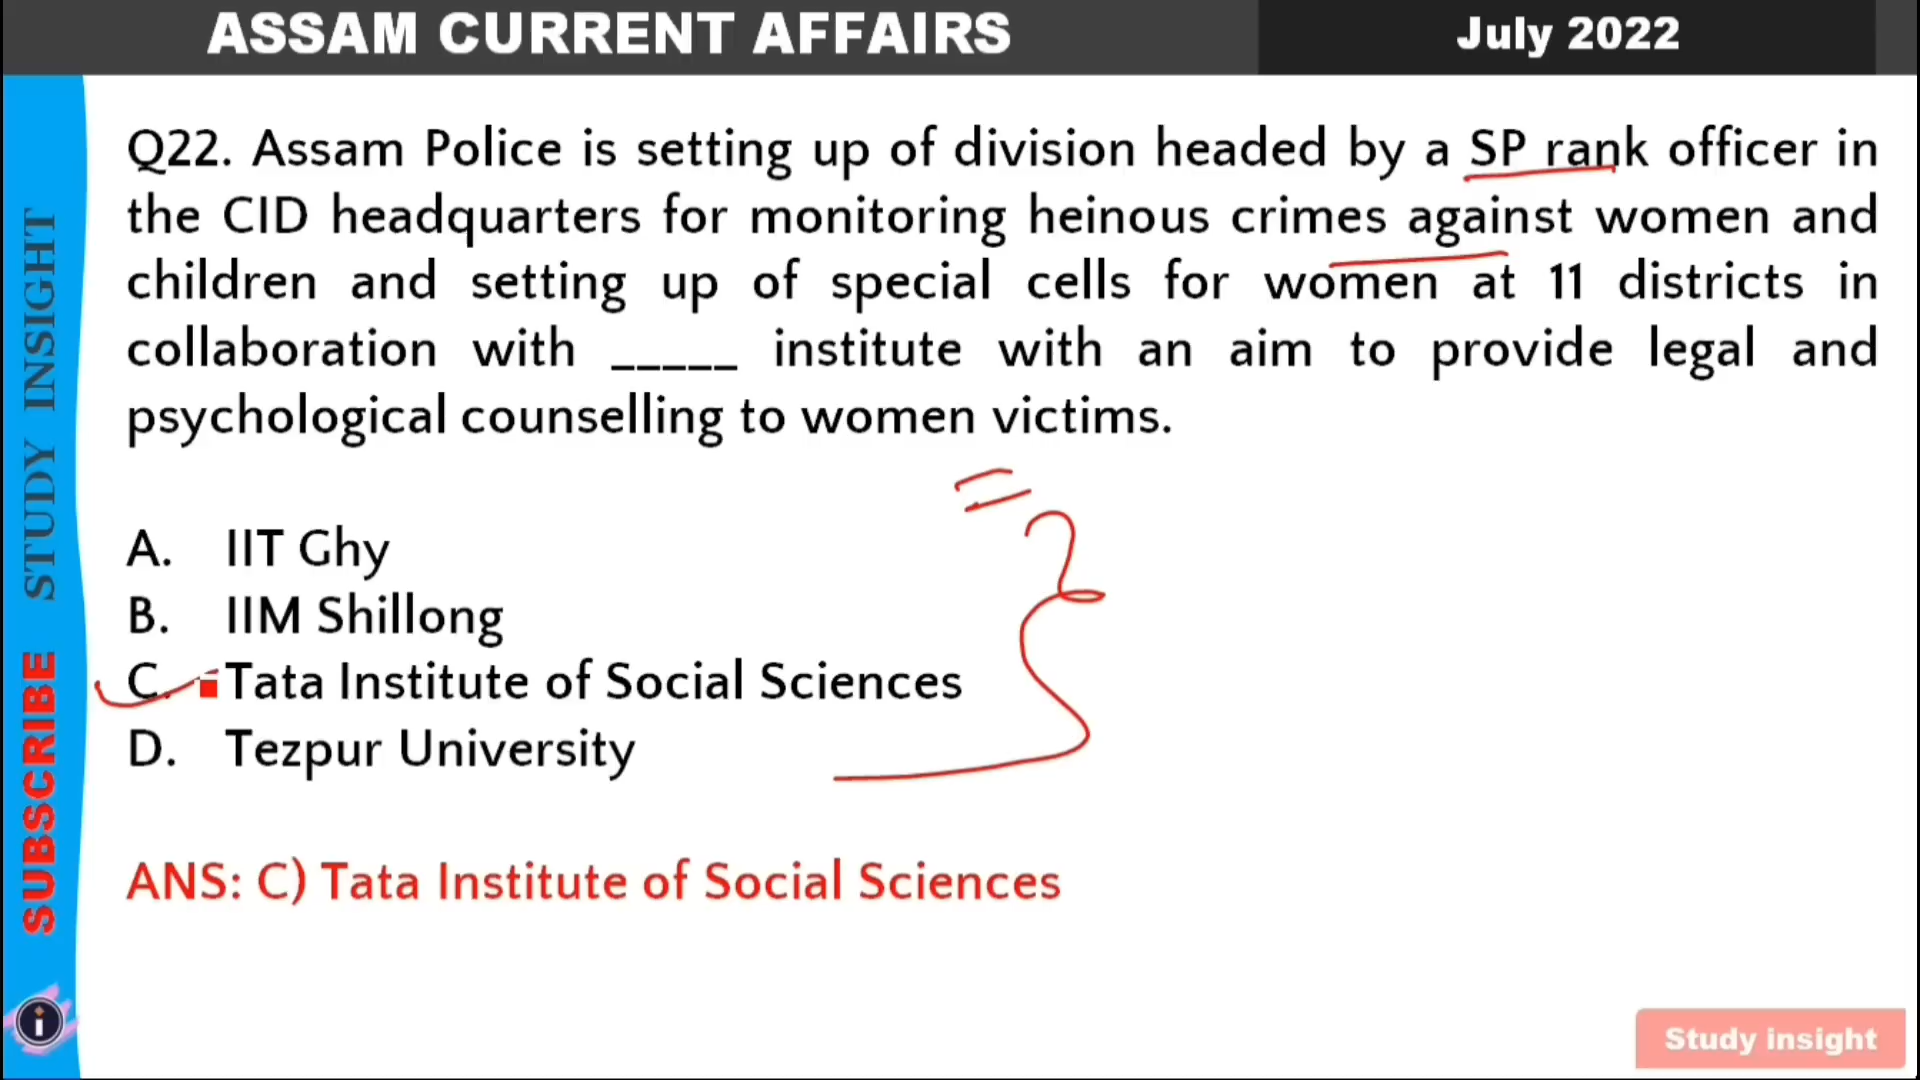 ASSAM CURRENT AFFAIRS
July 2022
Q22. Assam Police is setting up of division headed by a SP rank officer in
the CID headquarters for monitoring heinous crimes against women and
children and setting up of special cells for women at 11 districts in
collaboration with _____ institute with an aim to provide legal and
psychological counselling to women victims.
A. IIT Ghy
B. IIM Shillong
C. Tata Institute of Social Sciences
D. Tezpur University
ANS: C) Tata Institute of Social Sciences
SUBSCRIBE STUDY INSIGHT
i
Study insight